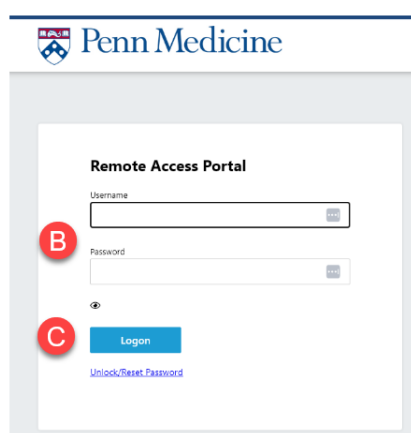 Penn Medicine
Remote Access Portal
Username
B
Password
C
Logon
Unlock/Reset Password